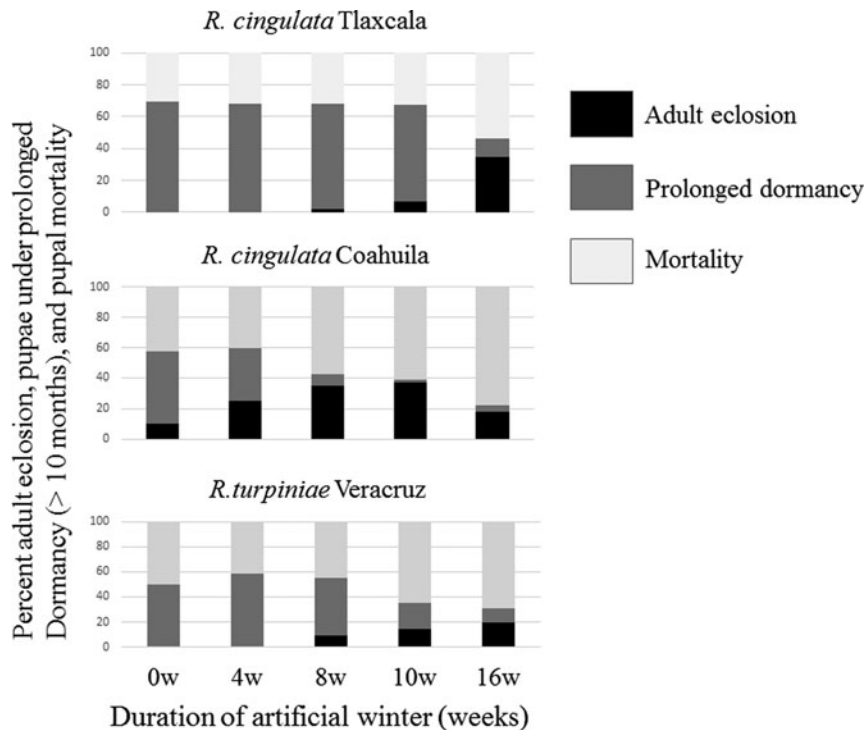 R. cingulata Tlaxcala
100
80
60
40
20
0
Adult eclosion
Prolonged dormancy
Mortality
R. cingulata Coahuila
100
80
60
40
20
0
R.turpiniae Veracruz
100
80
60
40
20
0
0w 4w 8w 10w 16w
Duration of artificial winter (weeks)
Percent adult eclosion, pupae under prolonged
Dormancy (> 10 months), and pupal mortality